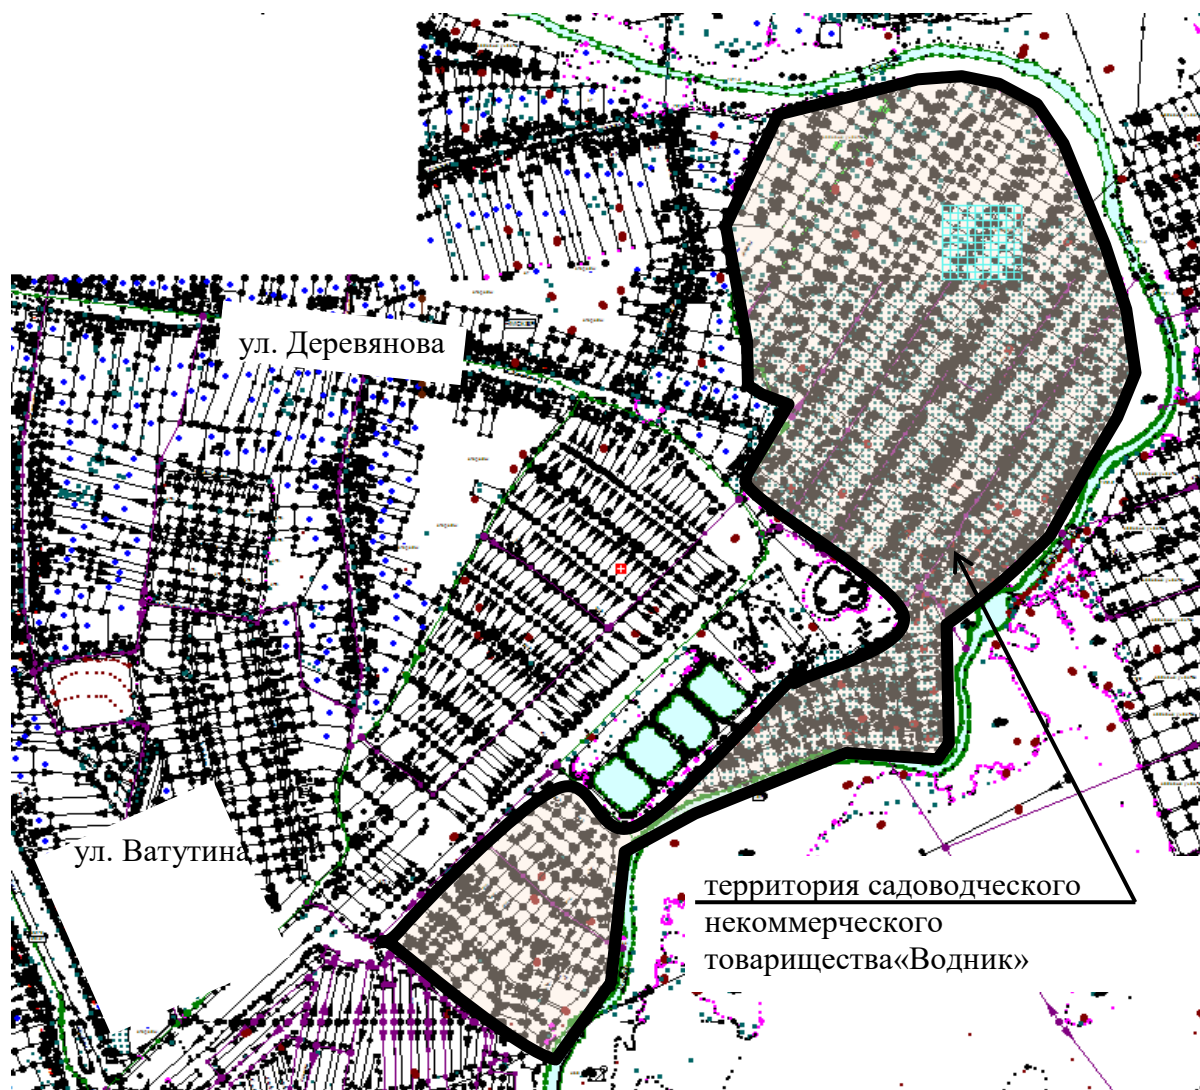 ул. Деревянова
ул. Ватутина
территория садоводческого
некоммерческого
товарищества«Водник»